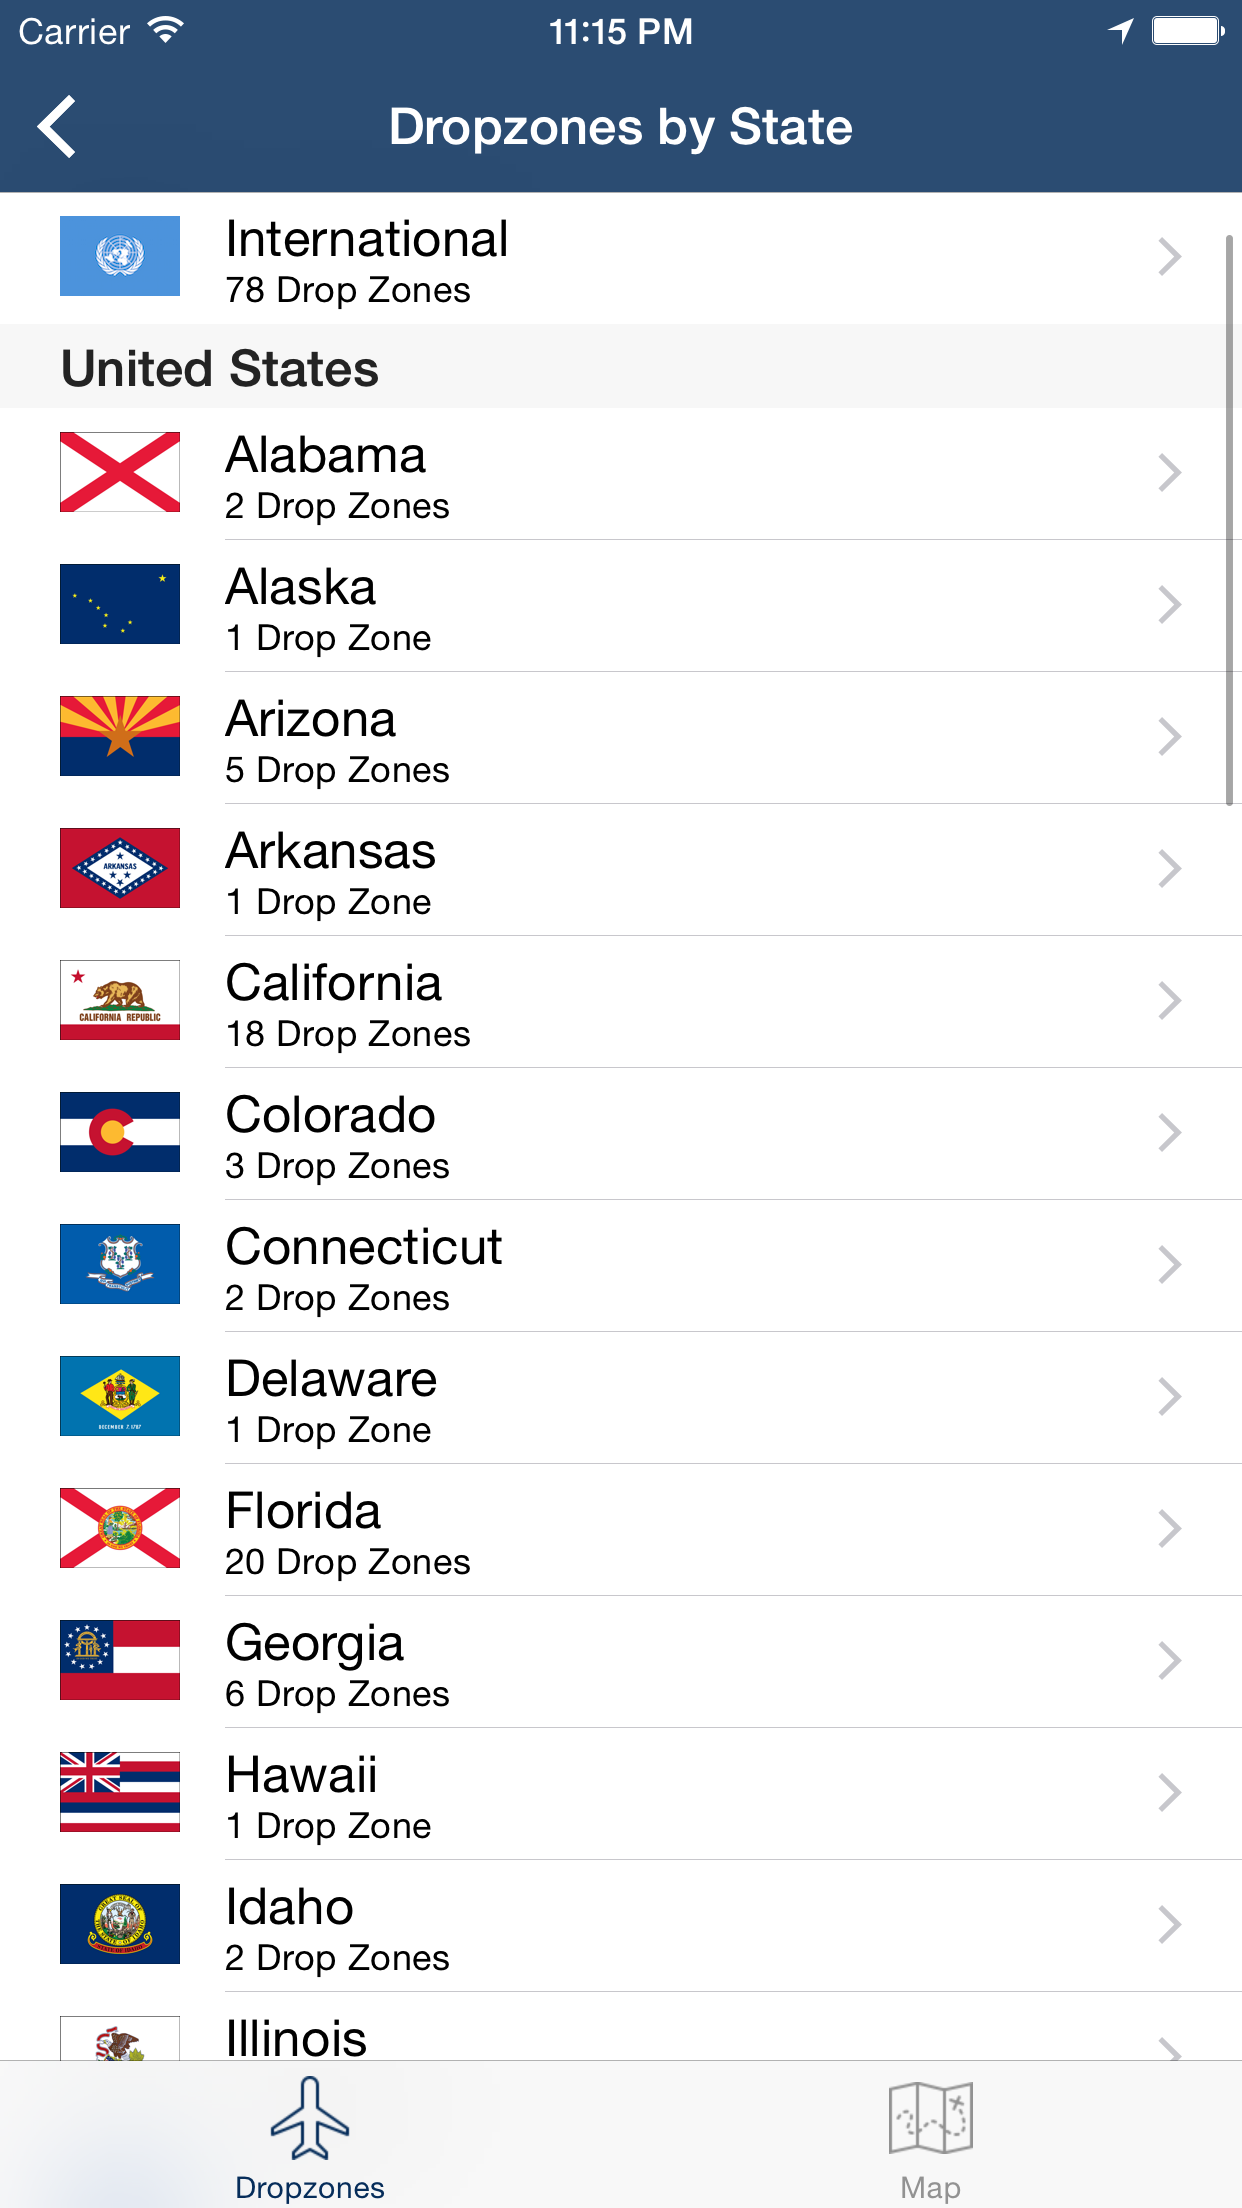 Carrier 11:15 PM
Dropzones by State
International
78 Drop Zones
United States
Alabama
2 Drop Zones
Alaska
1 Drop Zone
Arizona
5 Drop Zones
ARKANSAS
Arkansas
1 Drop Zone
CALIFORNIA REPUBLIC
California
18 Drop Zones
Colorado
3 Drop Zones
Connecticut
2 Drop Zones
DECEMBER 7, 1787
Delaware
1 Drop Zone
Florida
20 Drop Zones
Georgia
6 Drop Zones
Hawaii
1 Drop Zone
Idaho
2 Drop Zones
Illinois
Dropzones Map